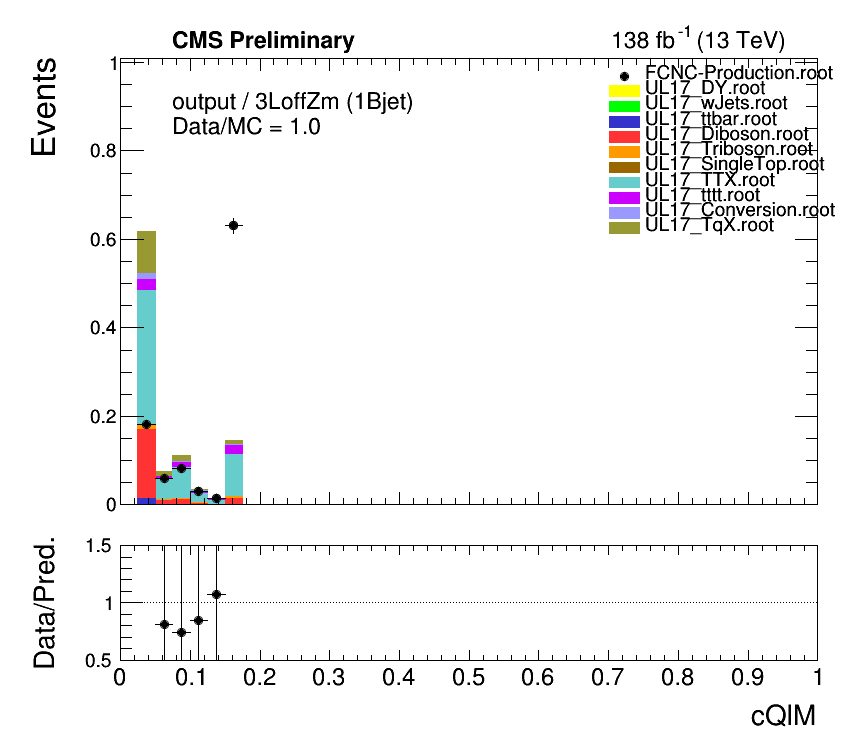 CMS Preliminary 138 fb-1 (13 TeV)
Events
output / 3LoffZm (1Bjet)
Data/MC = 1.0
FCNC-Production.root
UL17_DY.root
UL17_wJets.root
UL17_ttbar.root
UL17_Diboson.root
UL17_Triboson.root
UL17_SingleTop.root
UL17_TTX.root
UL17_tttt.root
UL17_Conversion.root
UL17_TqX.root
1
0.8
0.6
0.4
0.2
0
Data/Pred.
1.5
1
0.5
0 0.1 0.2 0.3 0.4 0.5 0.6 0.7 0.8 0.9 1
cQlM